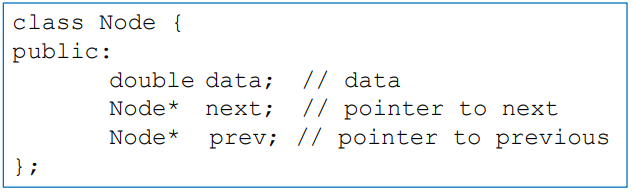 class Node {
public:
double data; // data
Node* next; // pointer to next
Node* prev; // pointer to previous
};